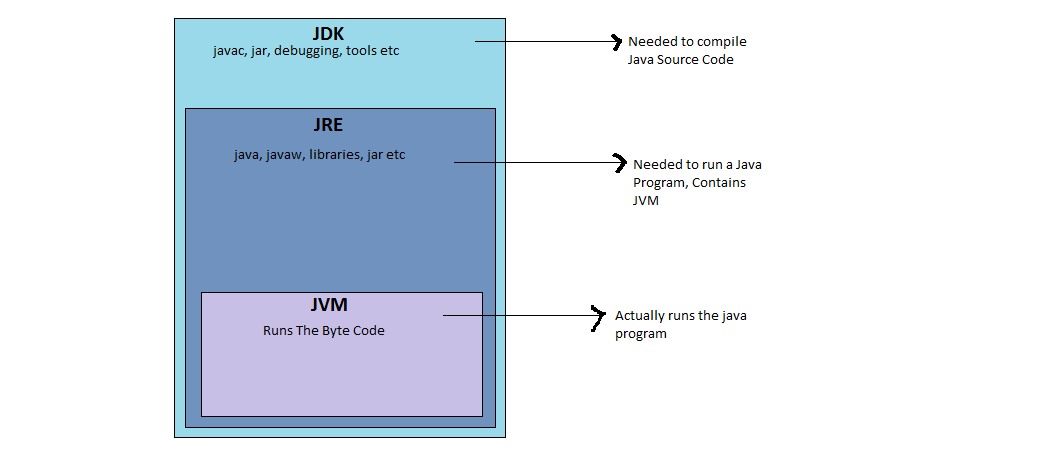 JDK
javac, jar, debugging, tools etc
Needed to compile
Java Source Code
JRE
java, javaw, libraries, jar etc
Needed to run a Java
Program, Contains
JVM
JVM
Runs The Byte Code
Actually runs the java
program